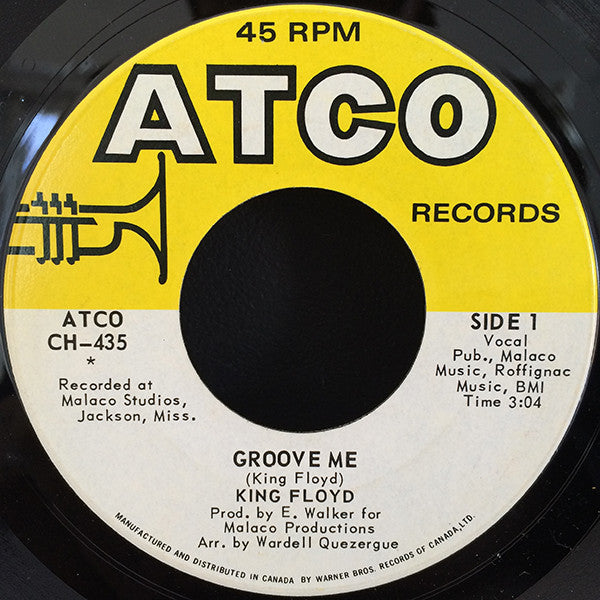 45 RPM
ATCO
RECORDS
ATCO
CH-435
*
Recorded at
Malaco Studios,
Jackson, Miss.
SIDE 1
Vocal
Pub., Malaco
Music, Roffignac
Music, BMI
Time 3:04
GROOVE ME
(King Floyd)
KING FLOYD
Prod. by E. Walker for
Malaco Productions
Arr. by Wardell Quezergue
MANUFACTURED AND DISTRIBUTED IN CANADA BY WARNER BROS. RECORDS OF CANADA, LTD.